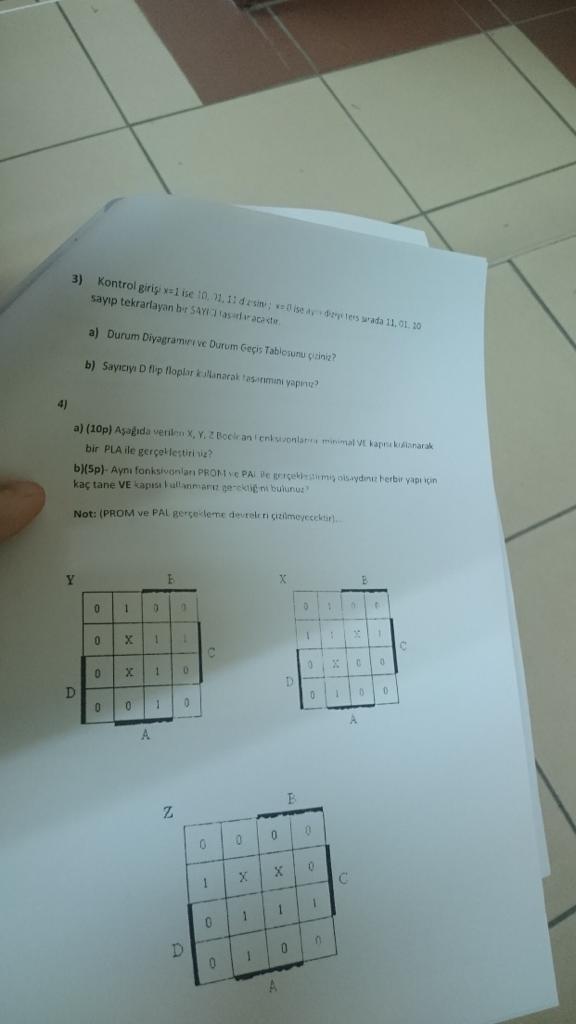 3) Kontrol girişi x=1 ise 10, 01, 11 dizisini; x=0 ise aynı diziyi ters sırada 11, 01, 10
sayıp tekrarlayan bir SAYICI tasarlanacaktır.
a) Durum Diyagramını ve Durum Geçiş Tablosunu çiziniz?
b) Sayıcıyı D flip floplar kullanarak tasarımını yapınız?
4)
a) (10p) Aşağıda verilen X, Y, Z Boolean Fonksiyonlarını minimal VE kapısı kullanarak
bir PLA ile gerçekleştiriniz?
b)(5p)- Aynı fonksiyonları PROM ve PAL ile gerçekleştirmiş olsaydınız herbir yapı için
kaç tane VE kapısı kullanmanız gerektiğini bulunuz?
Not: (PROM ve PAL gerçekleme devreleri çizilmeyecektir)...
Y B
0 1 0 0
0 X 1 1
C
0 X 1 0
D
0 0 1 0
A
X B
0 1 0 0
1 1 X 1
C
0 X 0 0
D
0 1 0 0
A
Z B
0 0 0 0
1 X X 0
C
0 1 1 1
D
0 1 0 0
A